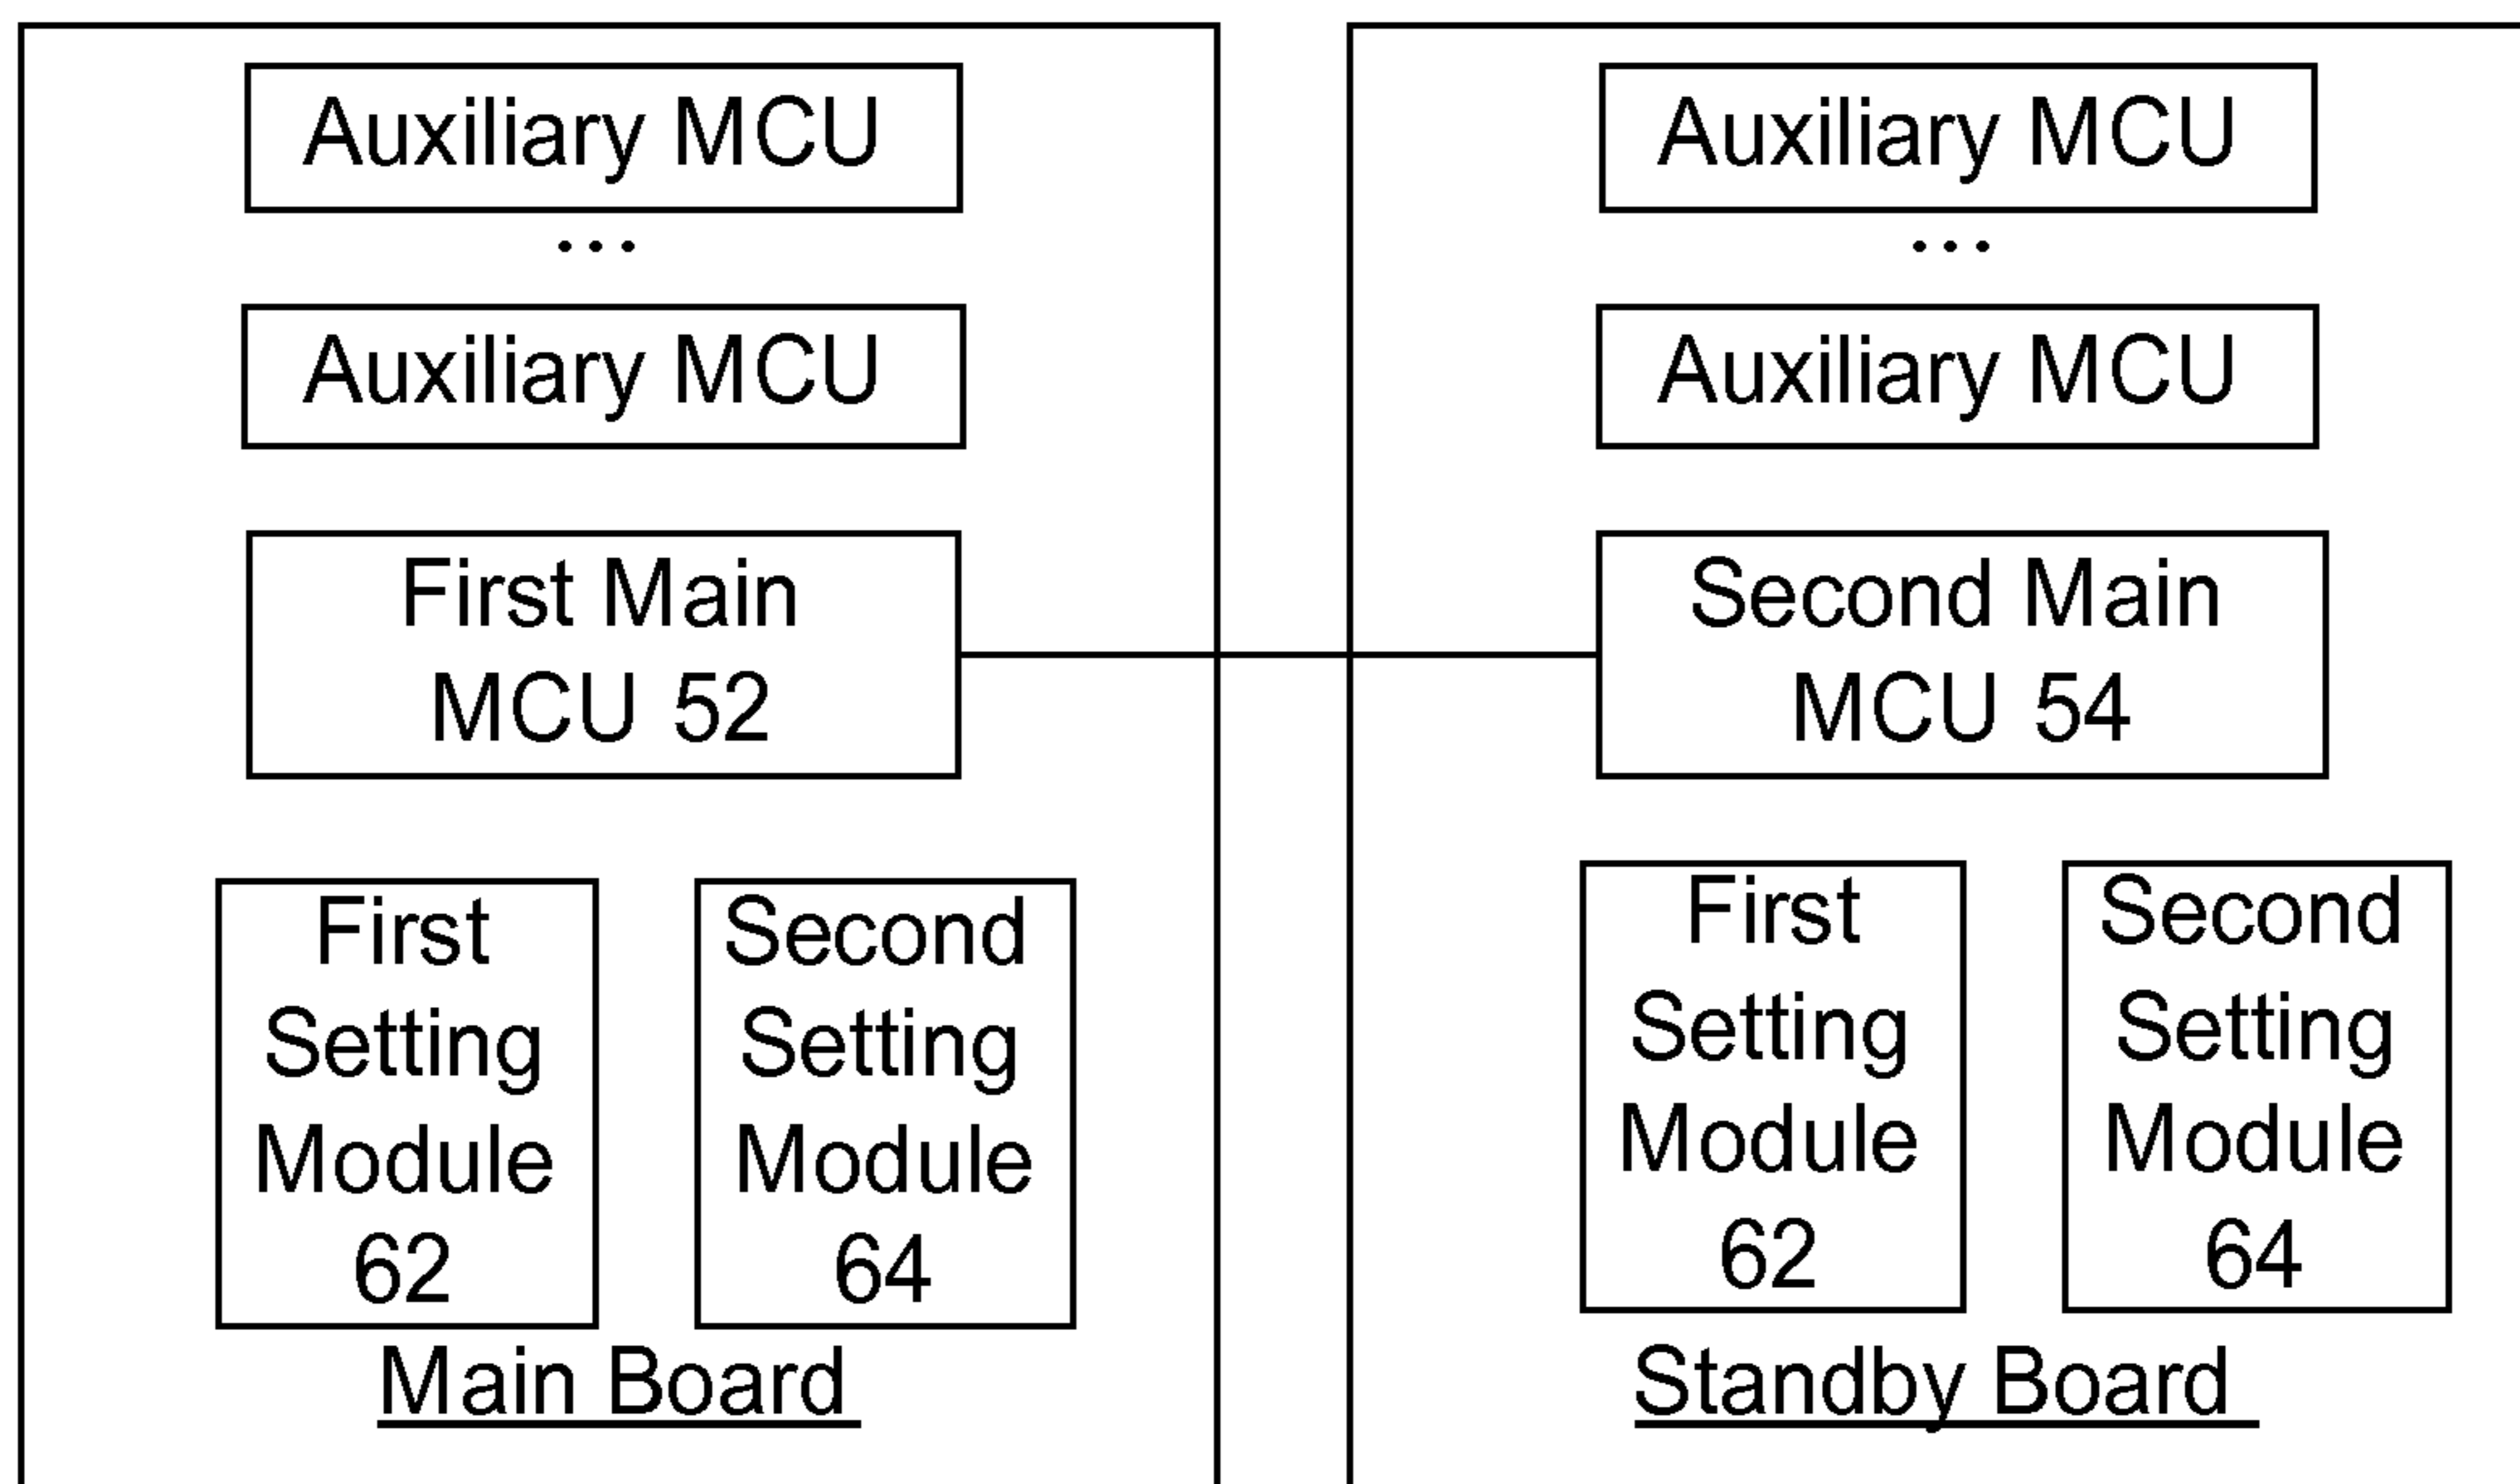 Auxiliary MCU
...
Auxiliary MCU
First Main
MCU 52
First
Setting
Module
62
Second
Setting
Module
64
Main Board
Auxiliary MCU
...
Auxiliary MCU
Second Main
MCU 54
First
Setting
Module
62
Second
Setting
Module
64
Standby Board